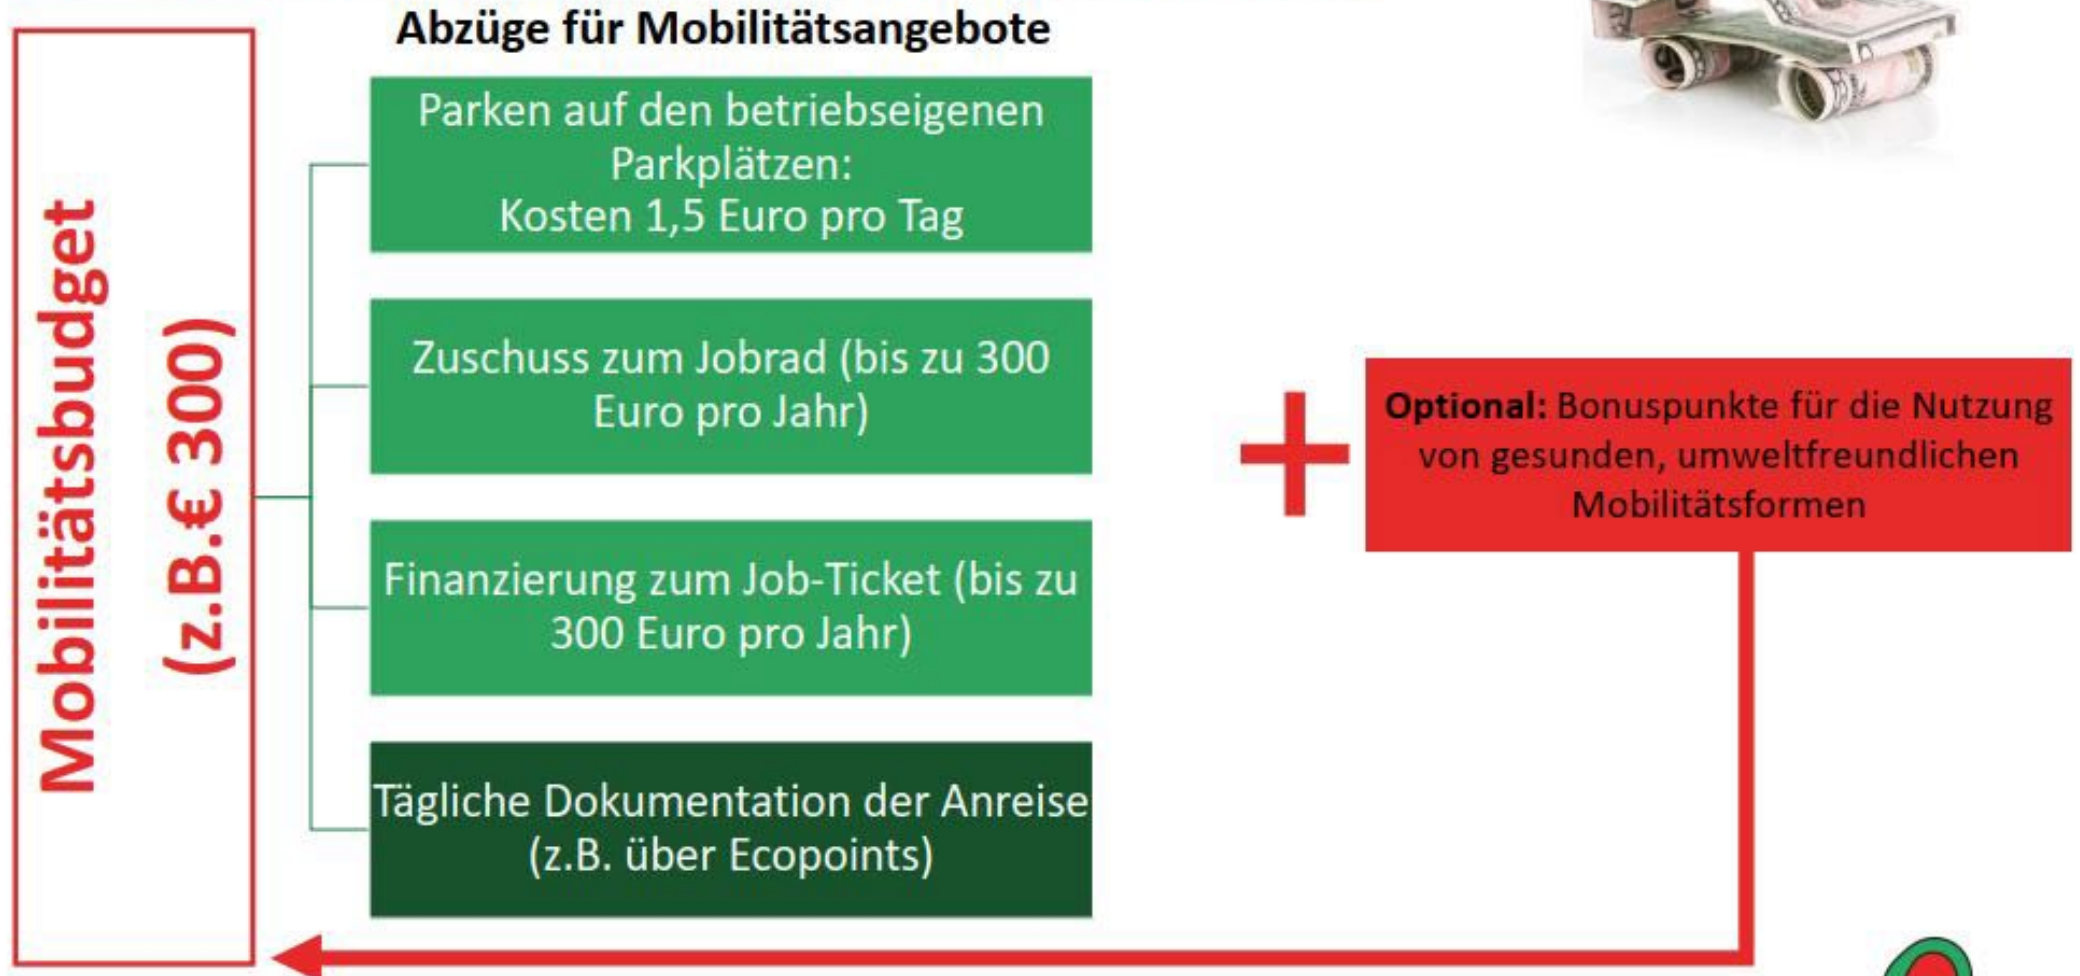 Abzüge für Mobilitätsangebote
Mobilitätsbudget
(z.B.€ 300)
Parken auf den betriebseigenen
Parkplätzen:
Kosten 1,5 Euro pro Tag
Zuschuss zum Jobrad (bis zu 300
Euro pro Jahr)
Finanzierung zum Job-Ticket (bis zu
300 Euro pro Jahr)
Tägliche Dokumentation der Anreise
(z.B. über Ecopoints)
Optional: Bonuspunkte für die Nutzung
von gesunden, umweltfreundlichen
Mobilitätsformen